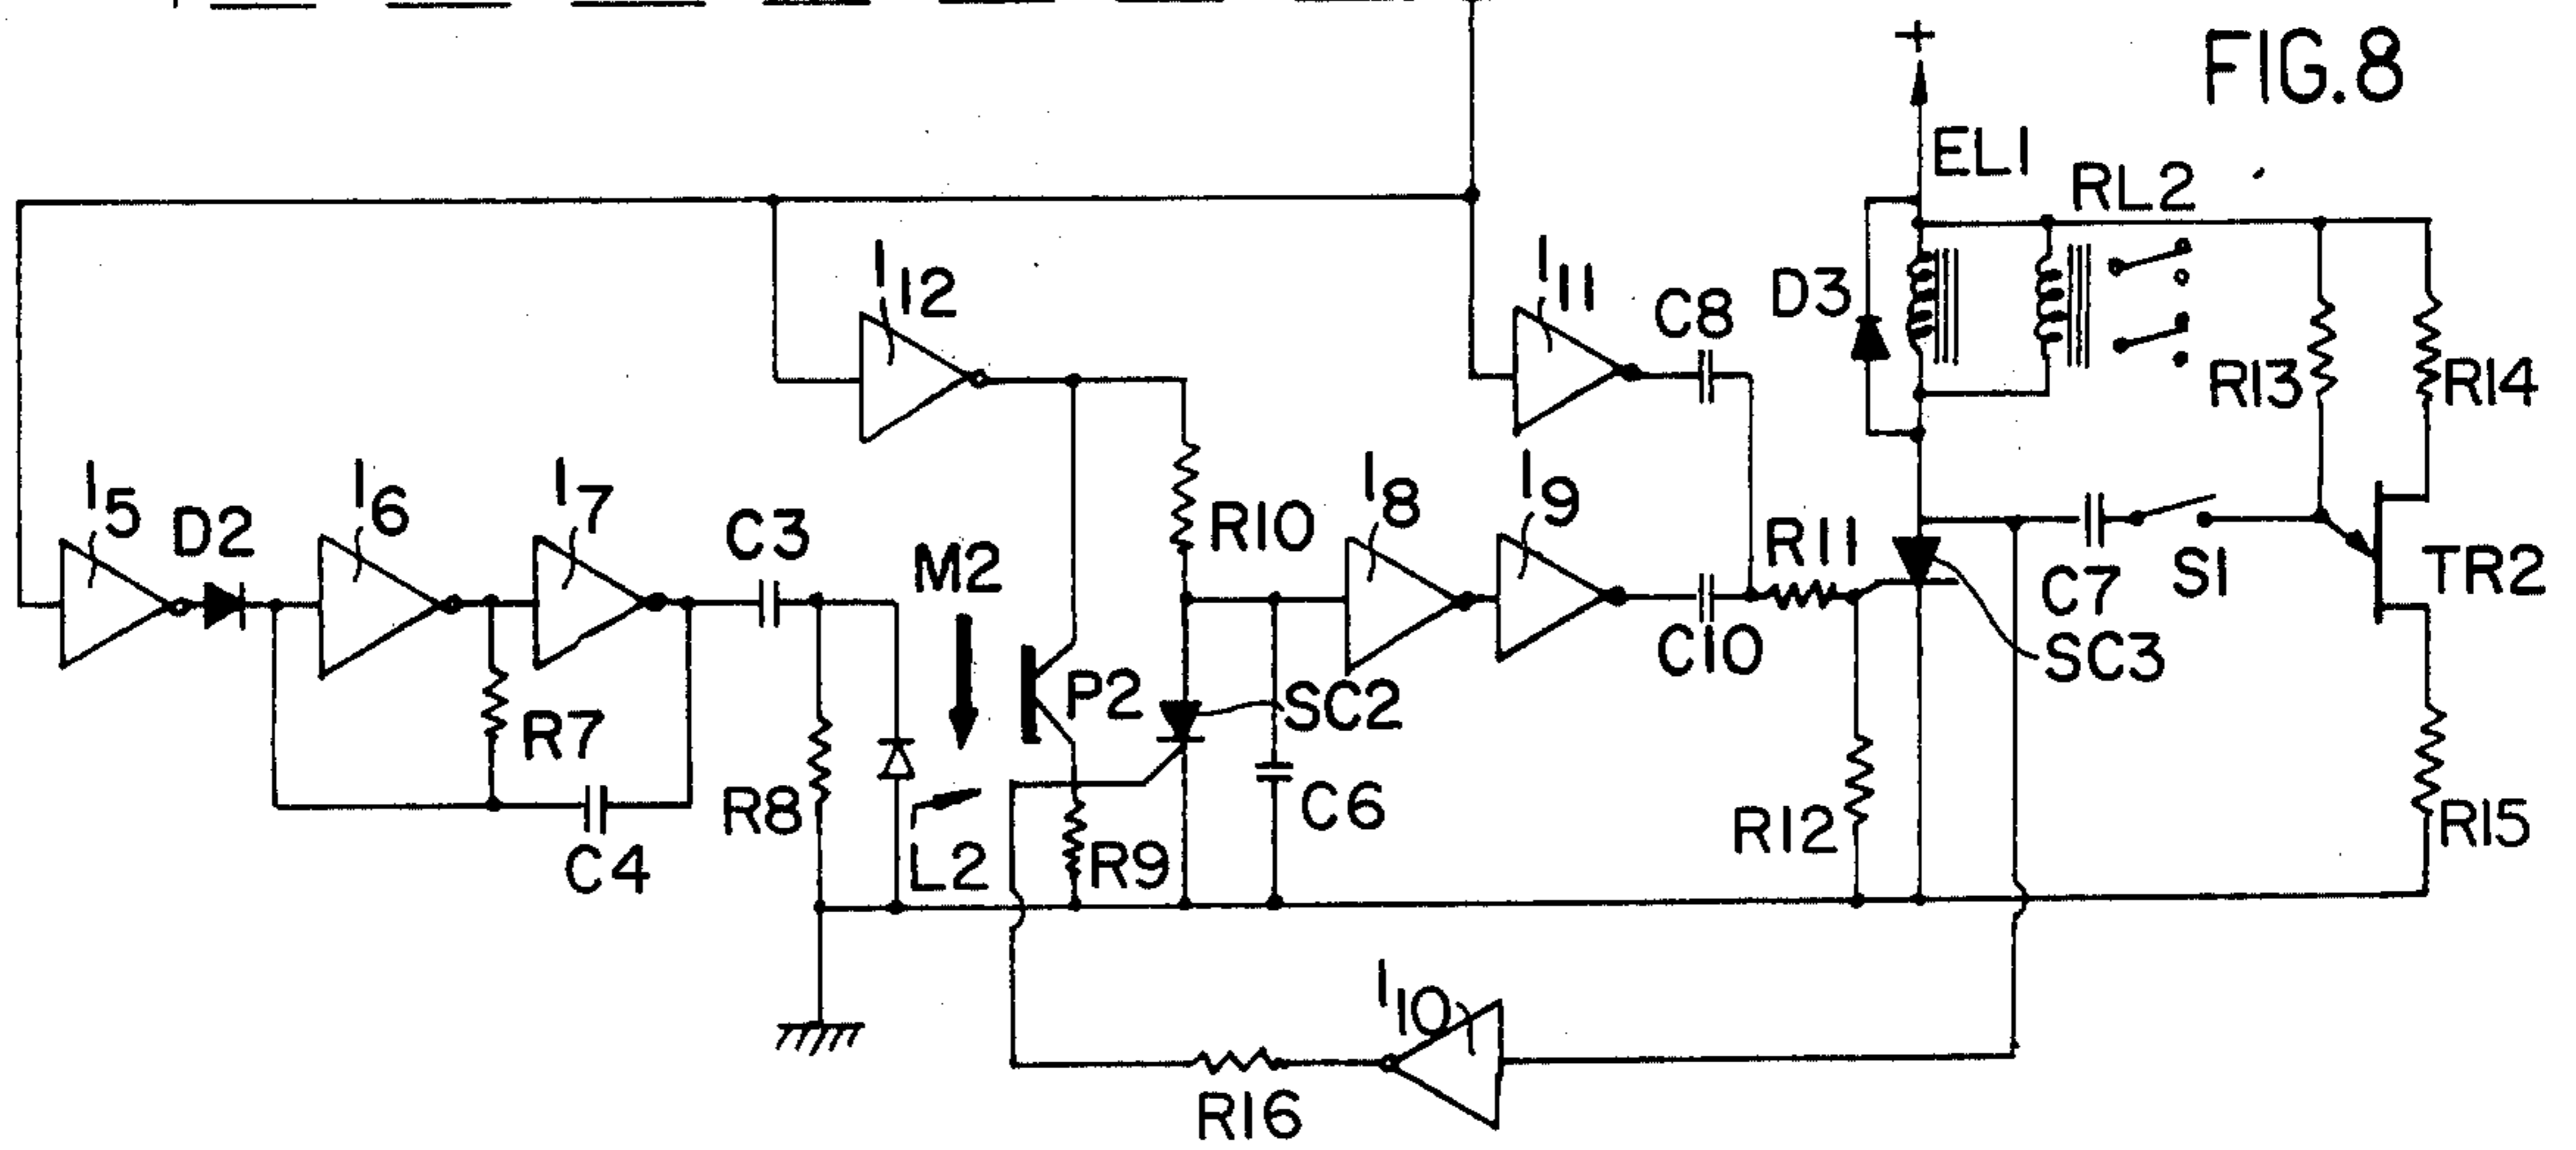 FIG.8
+
EL1
RL2
I12
I11
C8
D3
R13
R14
I5
D2
I6
I7
C3
M2
R10
I8
I9
R11
C7
S1
TR2
R7
P2
SC2
C10
SC3
R8
C6
R12
R15
C4
L2
R9
I10
R16